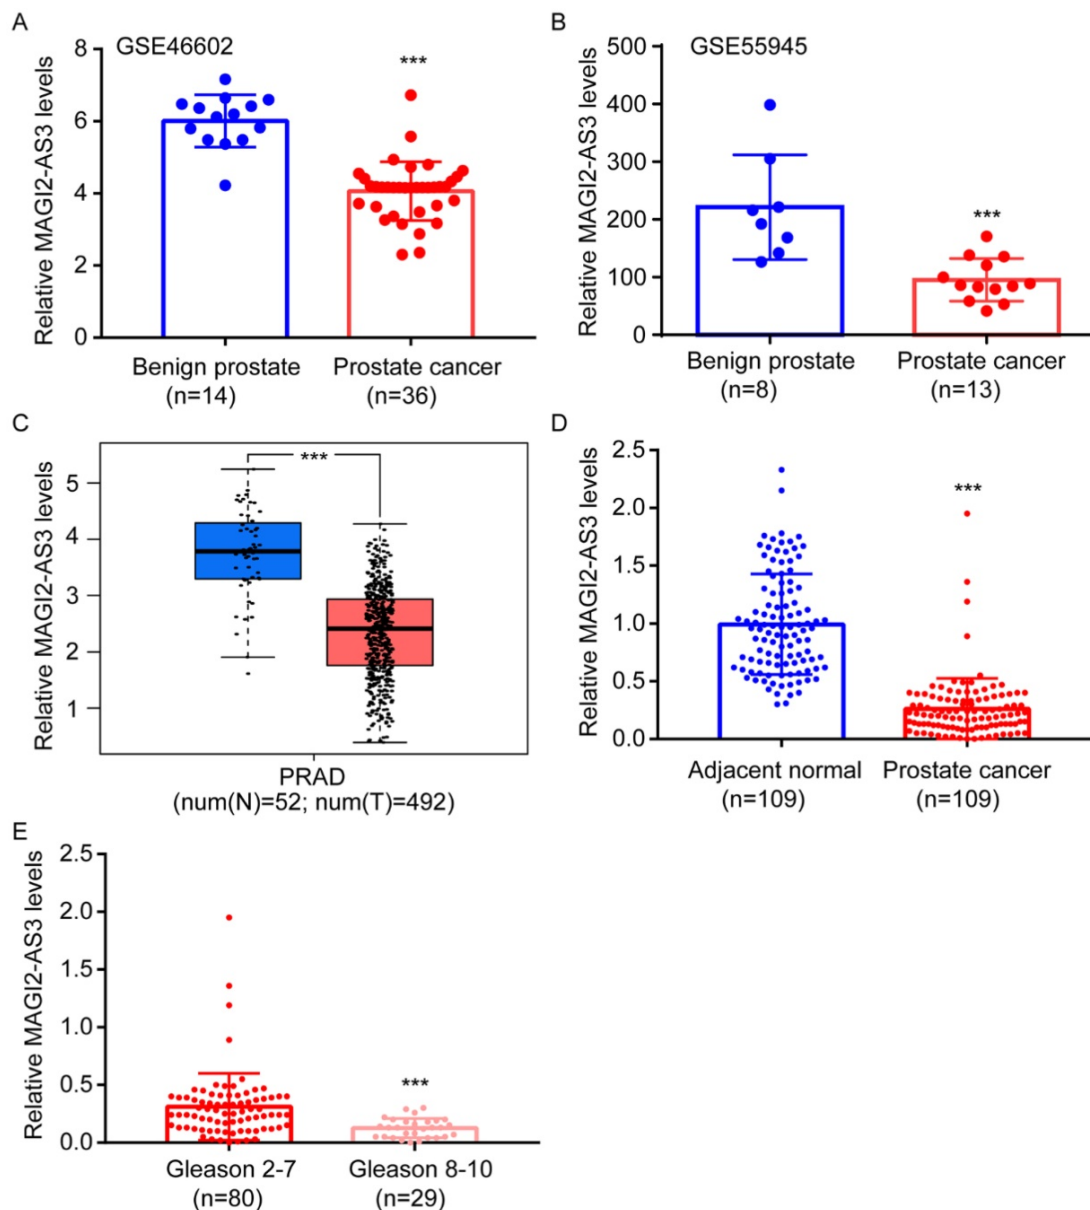 A
GSE46602
Relative MAGI2-AS3 levels
8
6
4
2
0
***
Benign prostate
(n=14)
Prostate cancer
(n=36)
B
GSE55945
Relative MAGI2-AS3 levels
500
400
300
200
100
0
***
Benign prostate
(n=8)
Prostate cancer
(n=13)
C
Relative MAGI2-AS3 levels
5
4
3
2
1
***
PRAD
(num(N)=52; num(T)=492)
D
Relative MAGI2-AS3 levels
2.5
2.0
1.5
1.0
0.5
0.0
***
Adjacent normal
(n=109)
Prostate cancer
(n=109)
E
Relative MAGI2-AS3 levels
2.5
2.0
1.5
1.0
0.5
0.0
***
Gleason 2-7
(n=80)
Gleason 8-10
(n=29)